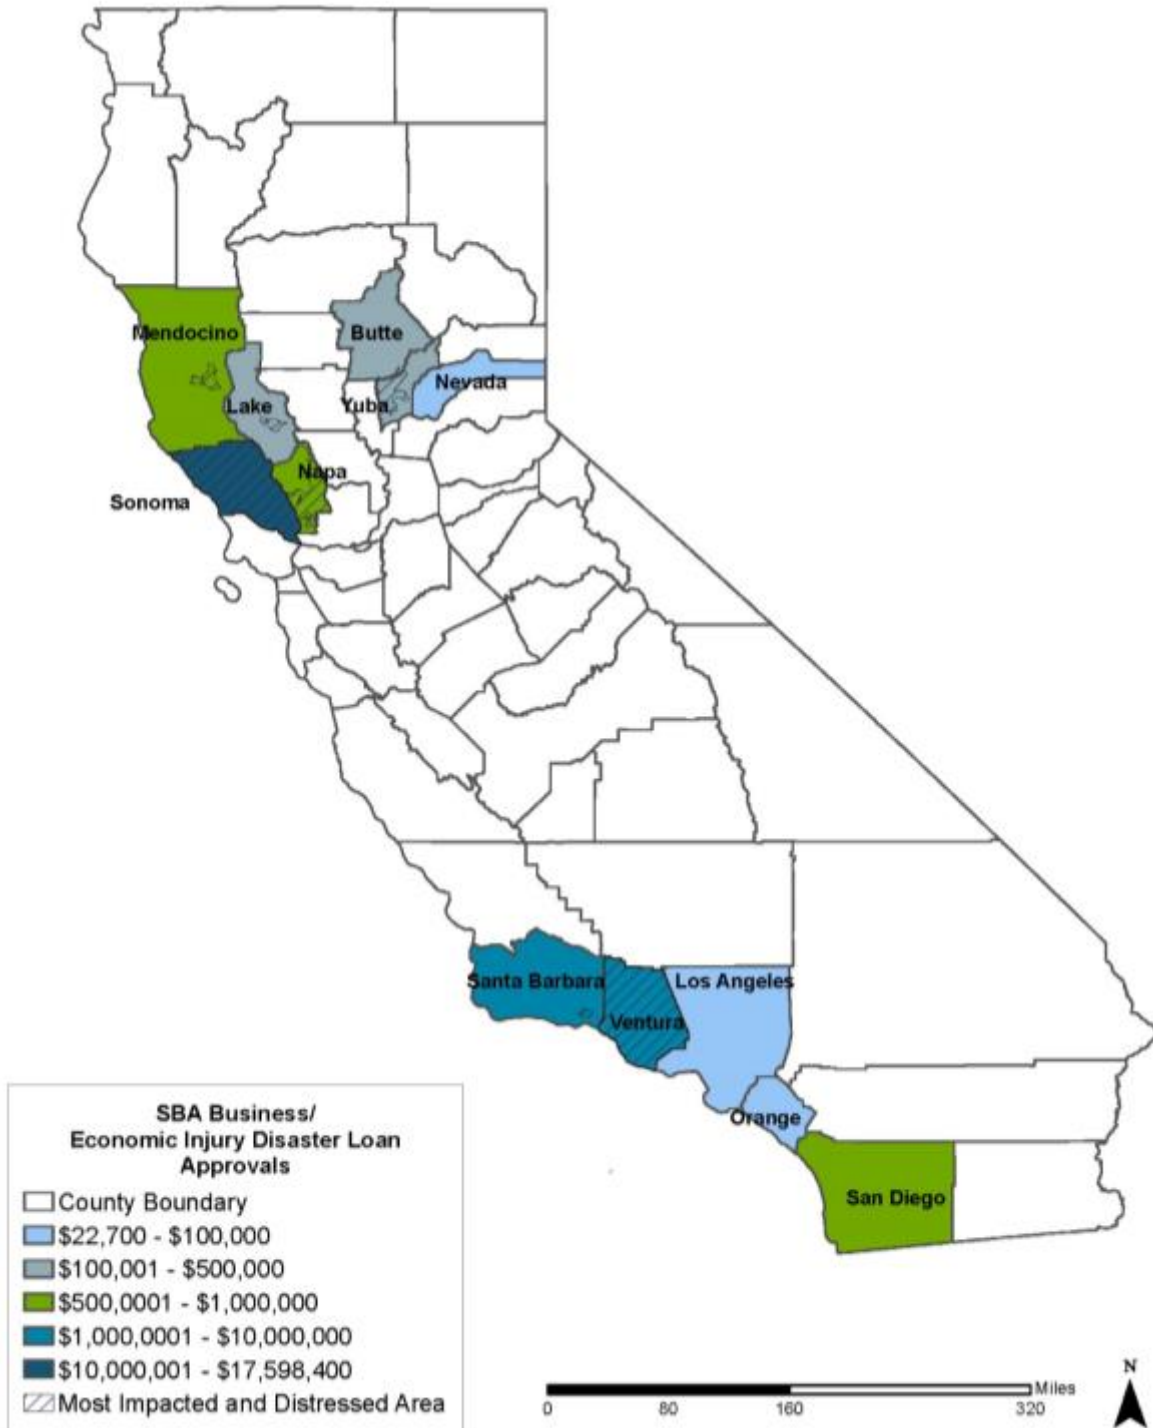 Mendocino
Butte
Nevada
Lake
Yuba
Napa
Sonoma
Santa Barbara
Los Angeles
Ventura
Orange
San Diego
SBA Business/
Economic Injury Disaster Loan
Approvals
County Boundary
$22,700 - $100,000
$100,001 - $500,000
$500,0001 - $1,000,000
$1,000,0001 - $10,000,000
$10,000,001 - $17,598,400
Most Impacted and Distressed Area
N
Miles
0 80 160 320